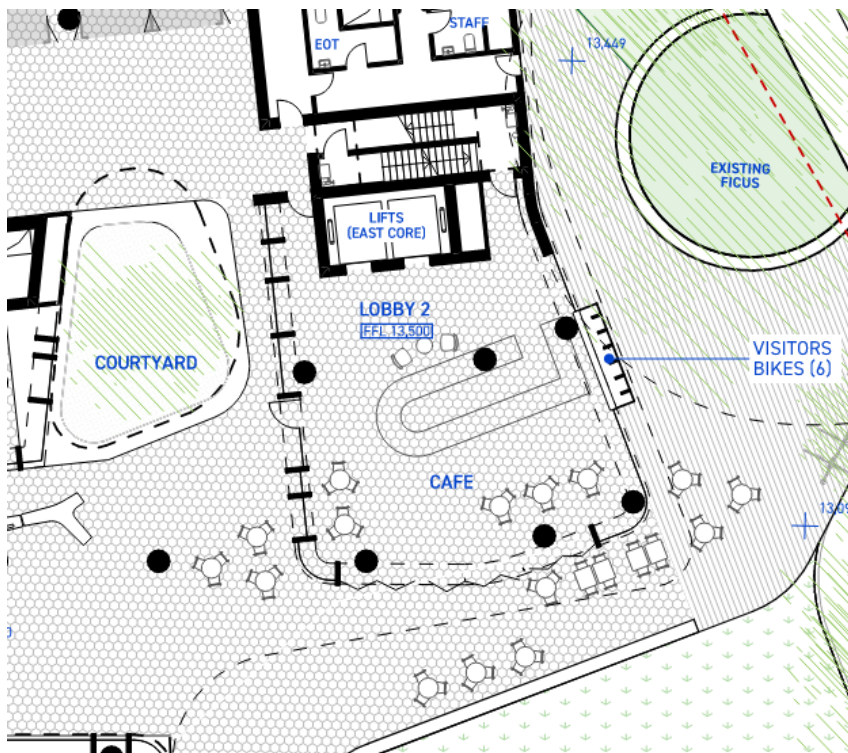 STAFF
EOT
13,449
EXISTING
FICUS
LIFTS
(EAST CORE)
LOBBY 2
FFL 13,500
VISITORS
BIKES (6)
COURTYARD
CAFE